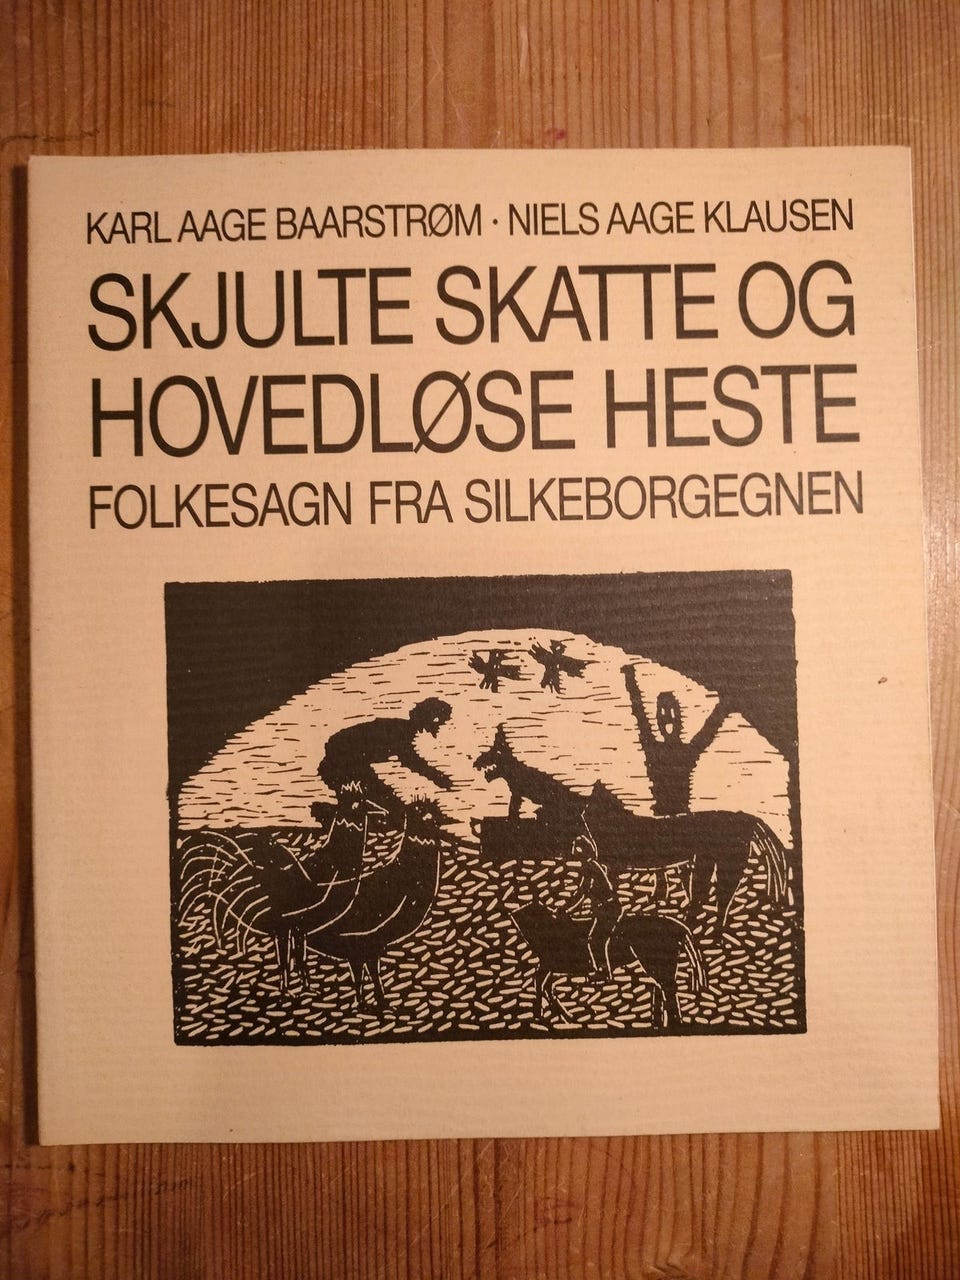 KARL AAGE BAARSTRØM · NIELS AAGE KLAUSEN
SKJULTE SKATTE OG
HOVEDLØSE HESTE
FOLKESAGN FRA SILKEBORGEGNEN